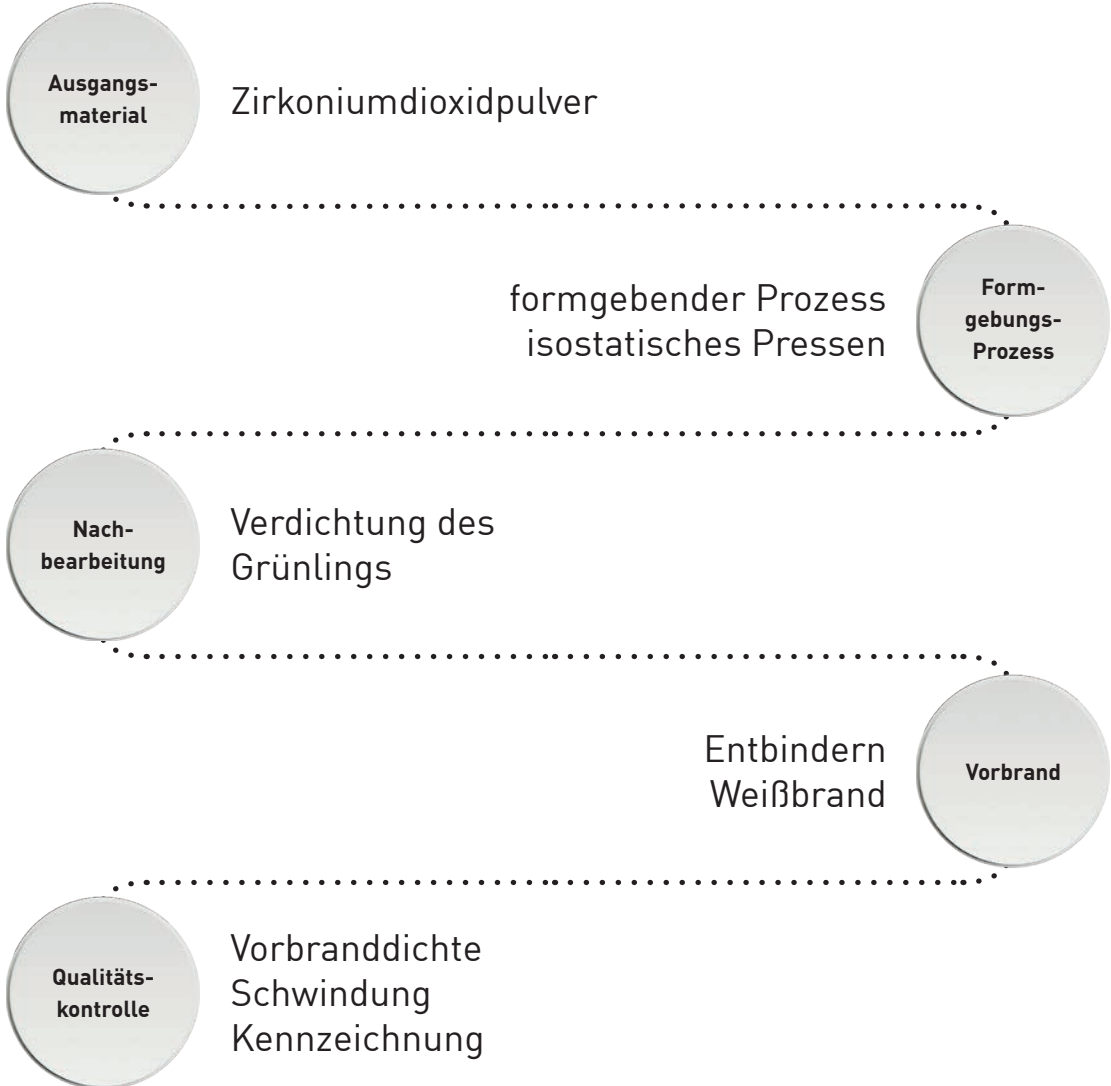 Ausgangs-
material
Zirkoniumdioxidpulver
formgebender Prozess
isostatisches Pressen
Form-
gebungs-
Prozess
Nach-
bearbeitung
Verdichtung des
Grünlings
Entbindern
Weißbrand
Vorbrand
Qualitäts-
kontrolle
Vorbranddichte
Schwindung
Kennzeichnung